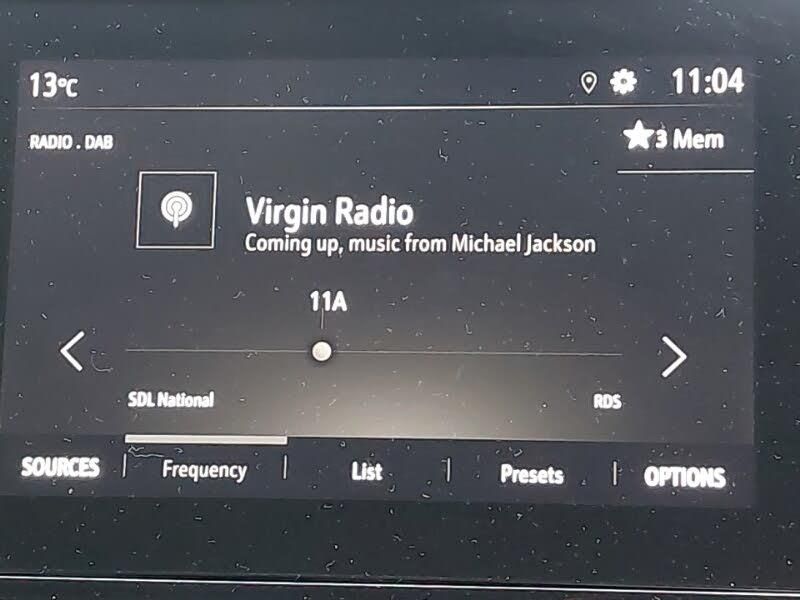 13°C 11:04
RADIO . DAB ★3 Mem
Virgin Radio
Coming up, music from Michael Jackson
11A
SDL National RDS
SOURCES Frequency List Presets OPTIONS